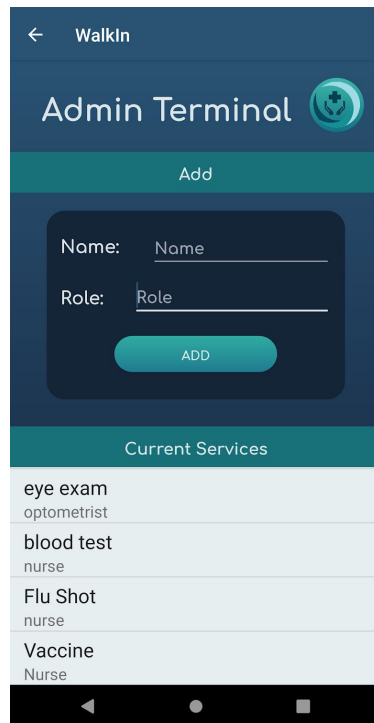 WalkIn
Admin Terminal
Add
Name: Name
Role: Role
ADD
Current Services
eye exam
optometrist
blood test
nurse
Flu Shot
nurse
Vaccine
Nurse